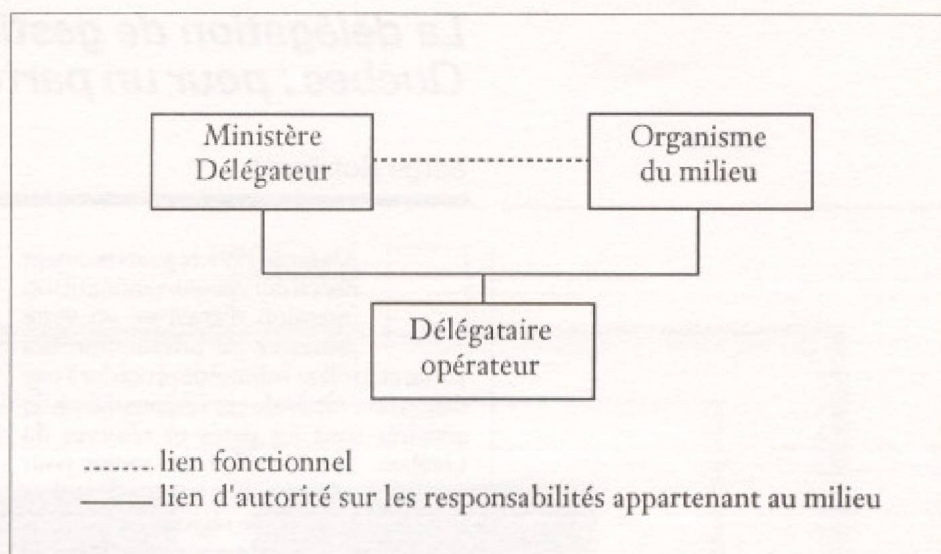 Ministère
Délégateur
Organisme
du milieu
Délégataire
opérateur
........ lien fonctionnel
—— lien d'autorité sur les responsabilités appartenant au milieu